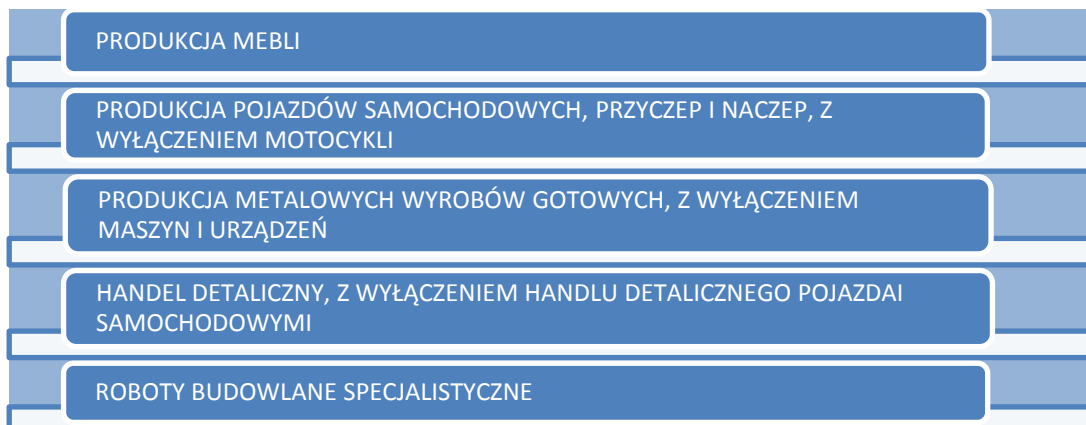 PRODUKCJA MEBLI
PRODUKCJA POJAZDÓW SAMOCHODOWYCH, PRZYCZEP I NACZEP, Z
WYŁĄCZENIEM MOTOCYKLI
PRODUKCJA METALOWYCH WYROBÓW GOTOWYCH, Z WYŁĄCZENIEM
MASZYN I URZĄDZEŃ
HANDEL DETALICZNY, Z WYŁĄCZENIEM HANDLU DETALICZNEGO POJAZDAI
SAMOCHODOWYMI
ROBOTY BUDOWLANE SPECJALISTYCZNE